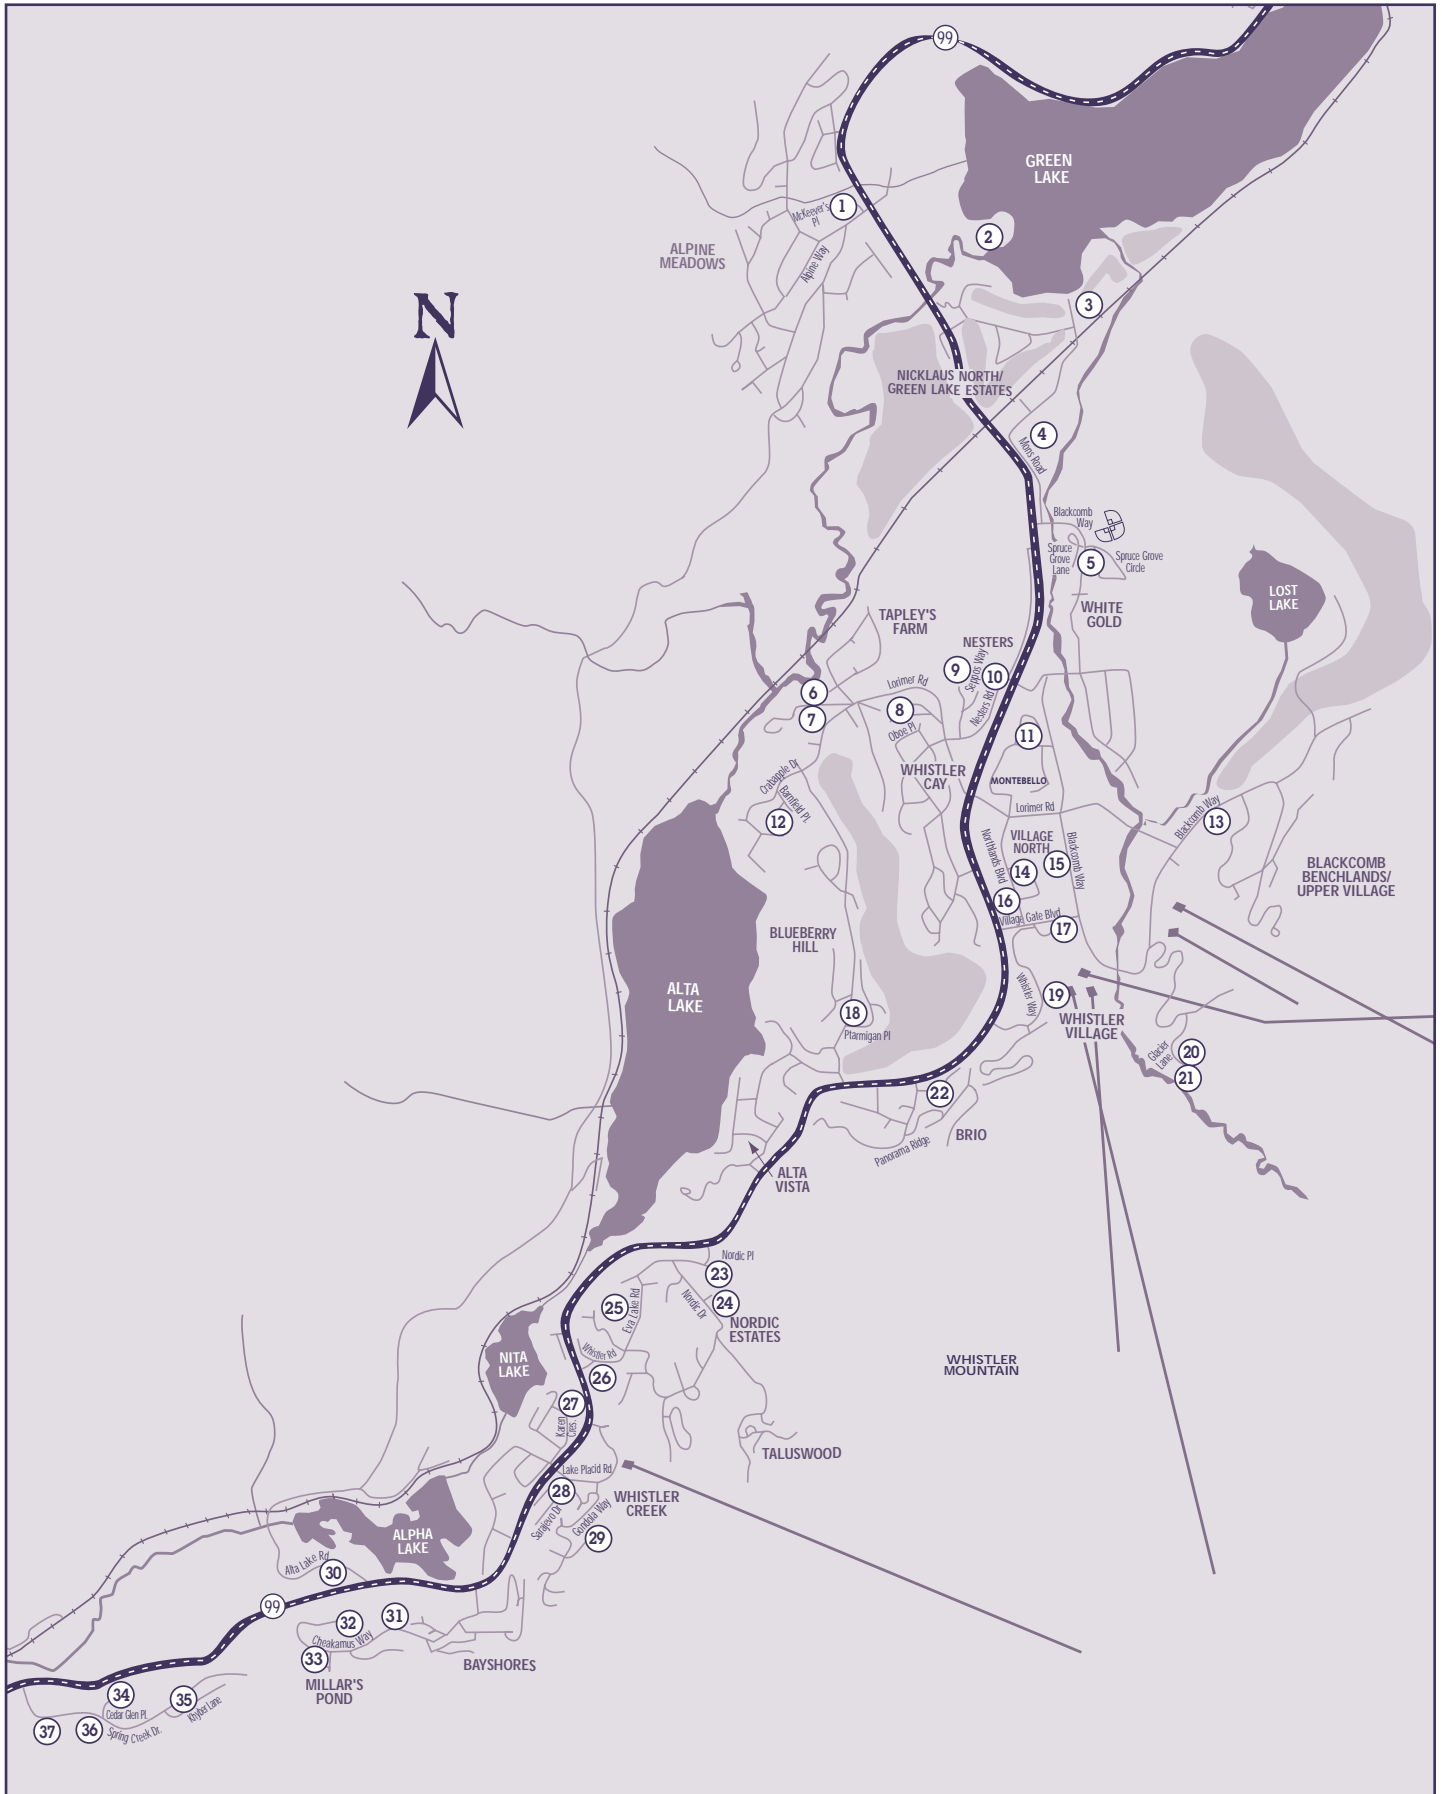 99
GREEN
LAKE
McKeever's
Pl
1
2
ALPINE
MEADOWS
Alpine Way
N
3
NICKLAUS NORTH/
GREEN LAKE ESTATES
4
Mons Road
Blackcomb
Way
Spruce
Grove
Lane
5
Spruce Grove
Circle
LOST
LAKE
WHITE
GOLD
TAPLEY'S
FARM
NESTERS
9
Seppos Way
10
Nesters Rd
6
7
Lorimer Rd
8
Oboe Pl
11
WHISTLER
CAY
MONTEBELLO
Crabapple Dr
Barnfield Pl.
12
Lorimer Rd
Blackcomb Way
13
Northlands Blvd
VILLAGE
NORTH
14
15
Blackcomb Way
BLACKCOMB
BENCHLANDS/
UPPER VILLAGE
16
Village Gate Blvd
17
BLUEBERRY
HILL
ALTA
LAKE
Whistler Way
19
WHISTLER
VILLAGE
18
Ptarmigan Pl
Glacier
Lane
20
21
22
BRIO
Panorama Ridge
ALTA
VISTA
Nordic Pl
23
24
Nordic Dr
25
Eva Lake Rd
NORDIC
ESTATES
Whistler Rd
26
NITA
LAKE
WHISTLER
MOUNTAIN
27
Karen
Cres.
TALUSWOOD
Lake Placid Rd
28
WHISTLER
CREEK
Sarajevo Dr
Gondola Way
29
ALPHA
LAKE
Alta Lake Rd
30
99
31
32
Cheakamus Way
33
BAYSHORES
MILLAR'S
POND
34
Cedar Glen Pl.
35
Khyber Lane
36
Spring Creek Dr.
37